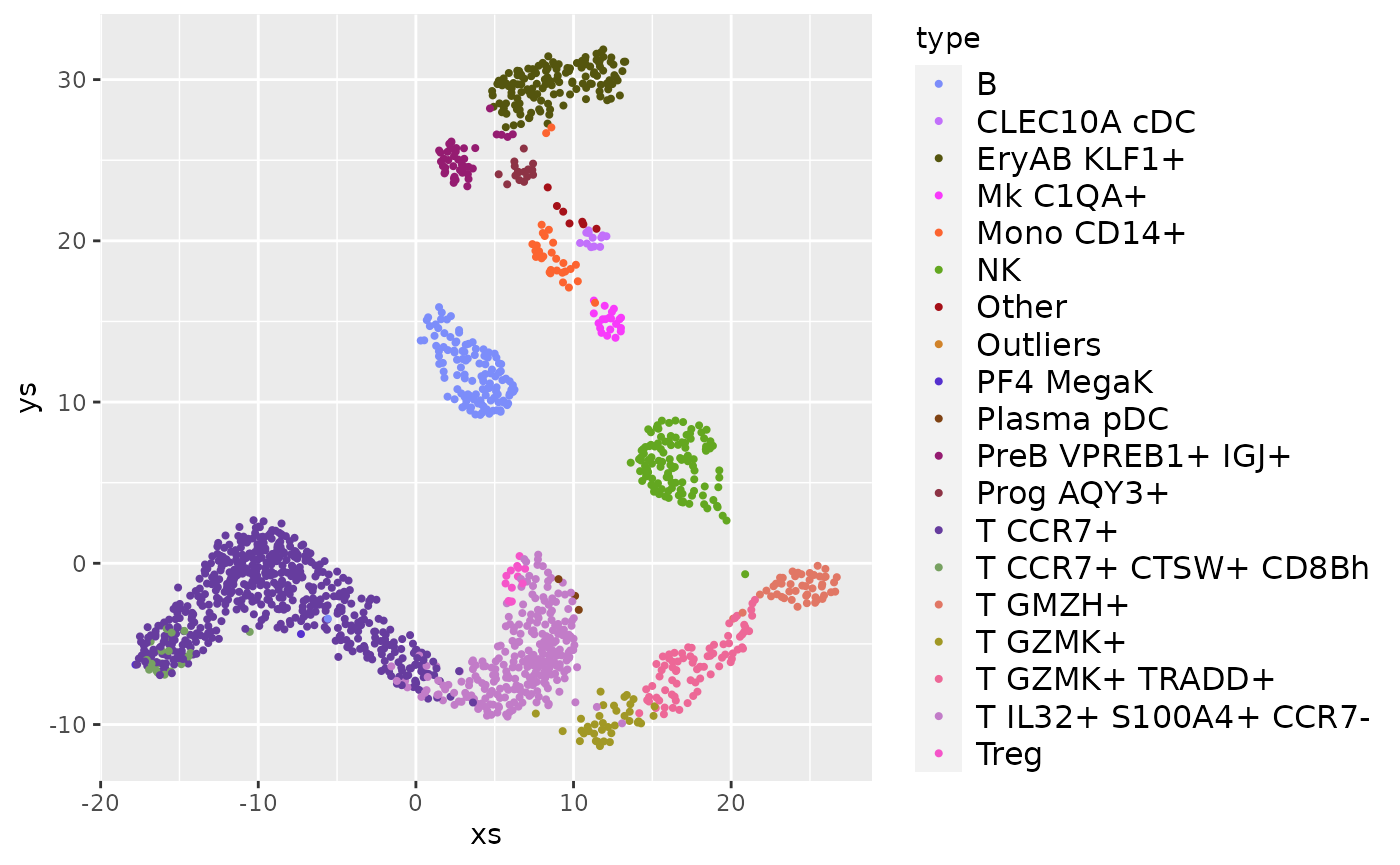 type
B
CLEC10A cDC
EryAB KLF1+
Mk C1QA+
Mono CD14+
NK
Other
Outliers
PF4 MegaK
Plasma pDC
PreB VPREB1+ IGJ+
Prog AQY3+
T CCR7+
T CCR7+ CTSW+ CD8Bh
T GMZH+
T GZMK+
T GZMK+ TRADD+
T IL32+ S100A4+ CCR7-
Treg
30
20
10
0
-10
ys
-20 -10 0 10 20
xs